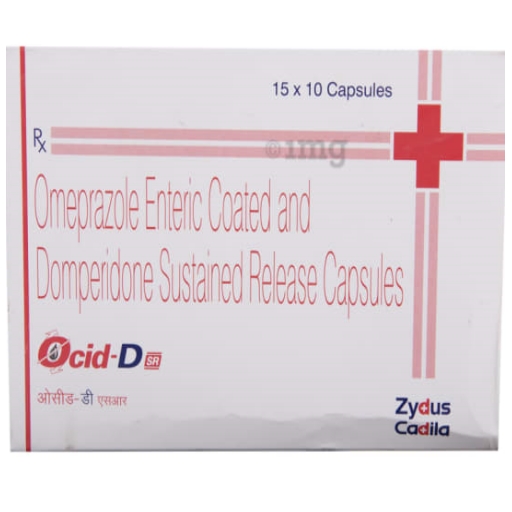 15 x 10 Capsules
Rx
1mg
Omeprazole Enteric Coated and
Domperidone Sustained Release Capsules
Ocid-D SR
ओसीड-डी एसआर
Zydus
Cadila